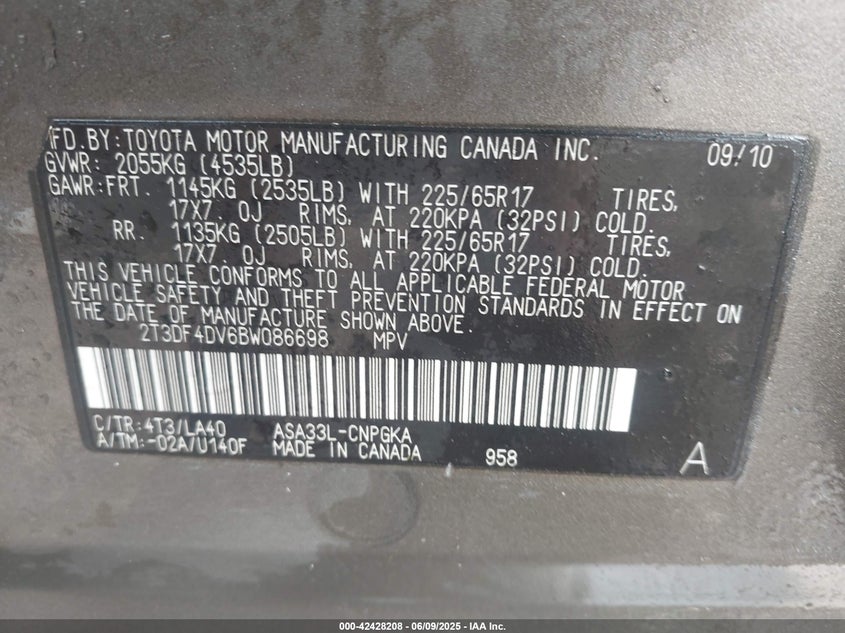 FD. BY: TOYOTA MOTOR MANUFACTURING CANADA INC. 09/10
GVWR: 2055KG (4535LB)
GAWR: FRT. 1145KG (2535LB) WITH 225/65R17 TIRES,
17X7. 0J RIMS, AT 220KPA (32PSI) COLD.
RR. 1135KG (2505LB) WITH 225/65R17 TIRES,
17X7. 0J RIMS, AT 220KPA (32PSI) COLD.
THIS VEHICLE CONFORMS TO ALL APPLICABLE FEDERAL MOTOR
VEHICLE SAFETY AND THEFT PREVENTION STANDARDS IN EFFECT ON
THE DATE OF MANUFACTURE SHOWN ABOVE.
2T3DF4DV6BW086698 MPV
C/TR: 4T3/LA40 ASA33L-CNPGKA
A/TM: -02A/U140F MADE IN CANADA 958 A
000-42428208 - 06/09/2025 - IAA Inc.